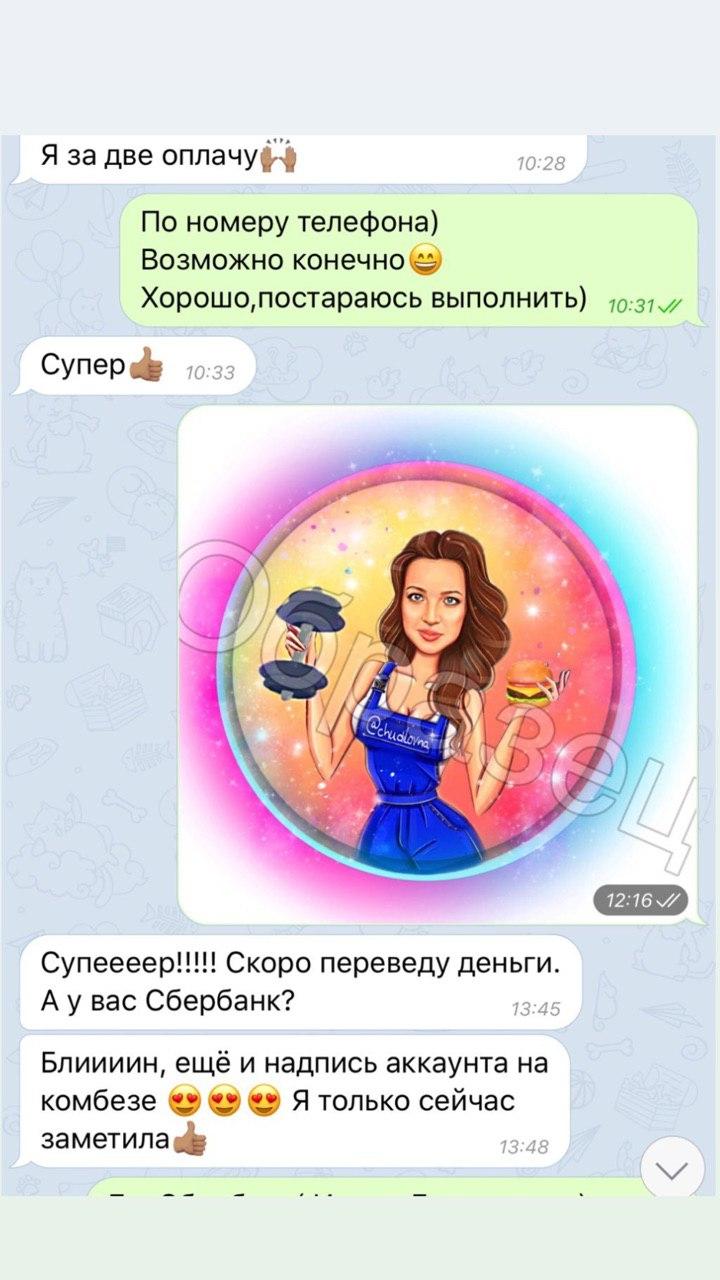 Я за две оплачу🙌🏽
10:28
По номеру телефона)
Возможно конечно😄
Хорошо,постараюсь выполнить)
10:31
Супер👍🏽
10:33
@chudilovna
Образец
12:16
Супеееер!!!!! Скоро переведу деньги.
А у вас Сбербанк?
13:45
Блиииин, ещё и надпись аккаунта на
комбезе 😍😍😍 Я только сейчас
заметила👍🏽
13:48